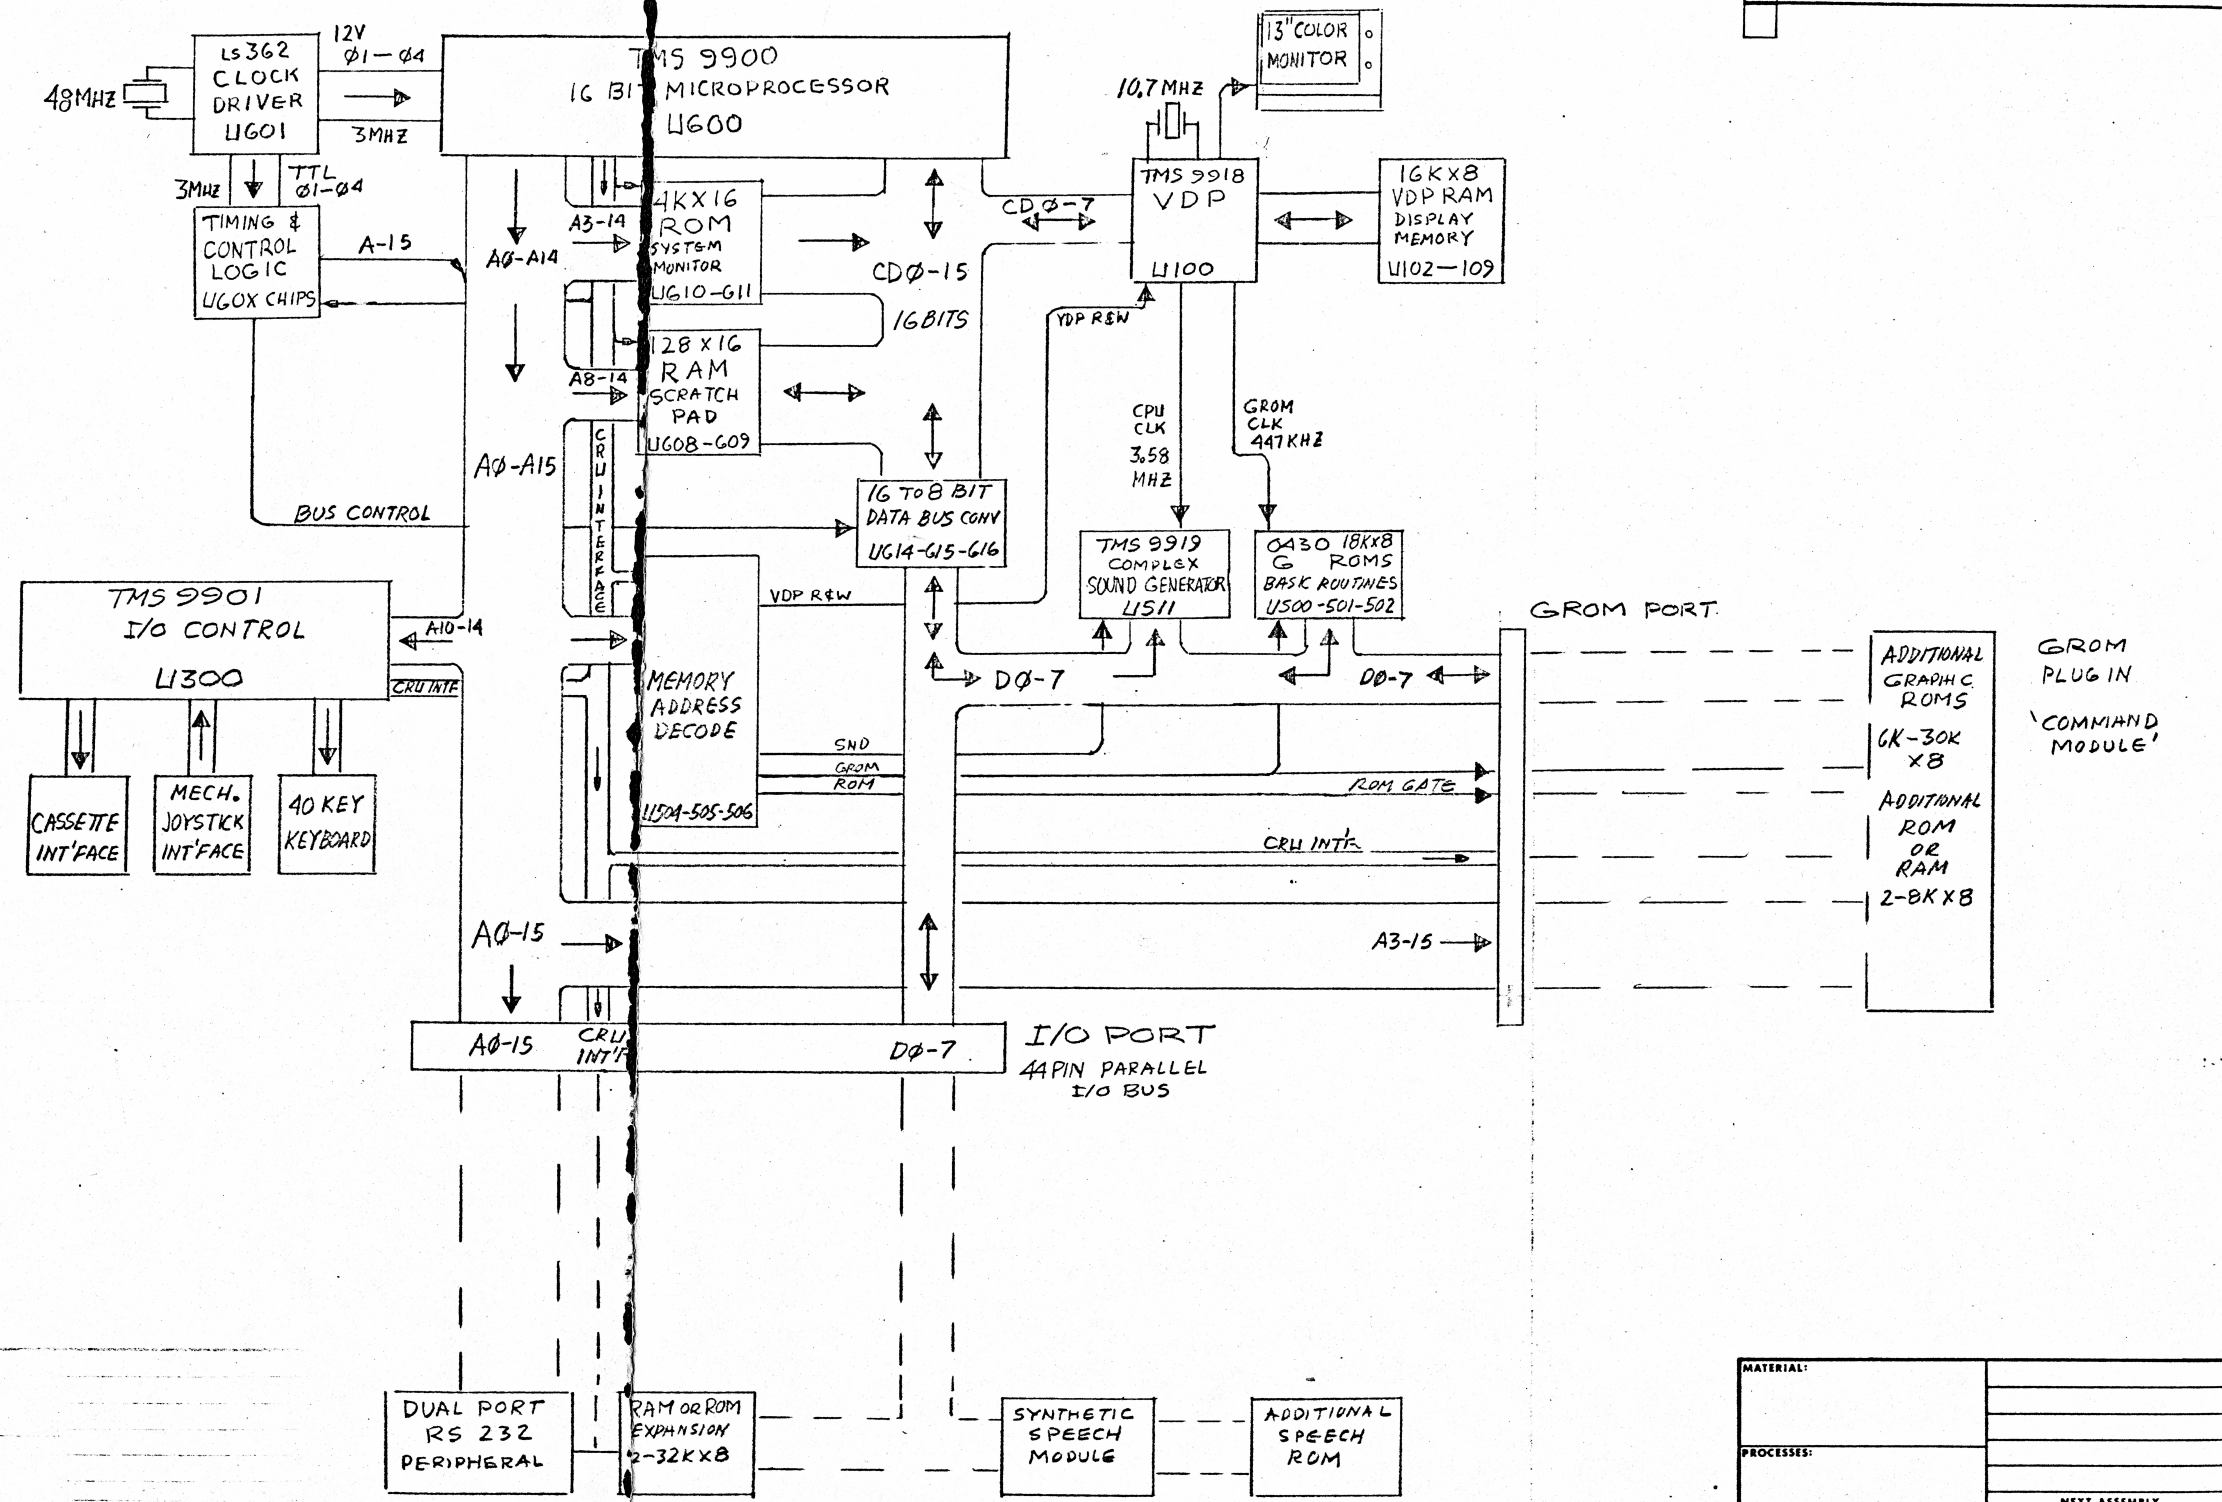 48MHZ
LS362
CLOCK
DRIVER
U601
12V
Ø1—Ø4
3MHZ
TMS 9900
16 BIT MICROPROCESSOR
U600
13" COLOR
MONITOR
10.7MHZ
3MHZ
TTL
Ø1-Ø4
TIMING &
CONTROL
LOGIC
U60X CHIPS
A-15
AØ-A14
A3-14
4KX16
ROM
SYSTEM
MONITOR
U610-611
CDØ-15
16 BITS
CD Ø-7
TMS 9918
VDP
U100
16KX8
VDP RAM
DISPLAY
MEMORY
U102—109
VDP R&W
A8-14
128 X 16
RAM
SCRATCH
PAD
U608-609
AØ-A15
CRU INTERFACE
CPU
CLK
3.58
MHZ
GROM
CLK
447KHZ
BUS CONTROL
16 TO 8 BIT
DATA BUS CONV
U614-615-616
TMS 9919
COMPLEX
SOUND GENERATOR
U511
0430 18KX8
G ROMS
BASIC ROUTINES
U500-501-502
TMS 9901
I/O CONTROL
U300
A10-14
CRU INTF
VDP R&W
MEMORY
ADDRESS
DECODE
U504-505-506
DØ-7
DØ-7
GROM PORT
ADDITIONAL
GRAPHIC
ROMS
6K-30K
X8
ADDITIONAL
ROM
OR
RAM
2-8K X8
GROM
PLUG IN
'COMMAND
MODULE'
SND
GROM
ROM
ROM GATE
CASSETTE
INT'FACE
MECH.
JOYSTICK
INT'FACE
40 KEY
KEYBOARD
CRU INT'F
AØ-15
A3-15
AØ-15
CRU
INT'F
DØ-7
I/O PORT
44 PIN PARALLEL
I/O BUS
DUAL PORT
RS 232
PERIPHERAL
RAM OR ROM
EXPANSION
2-32KX8
SYNTHETIC
SPEECH
MODULE
ADDITIONAL
SPEECH
ROM
MATERIAL:
PROCESSES:
NEXT ASSEMBLY